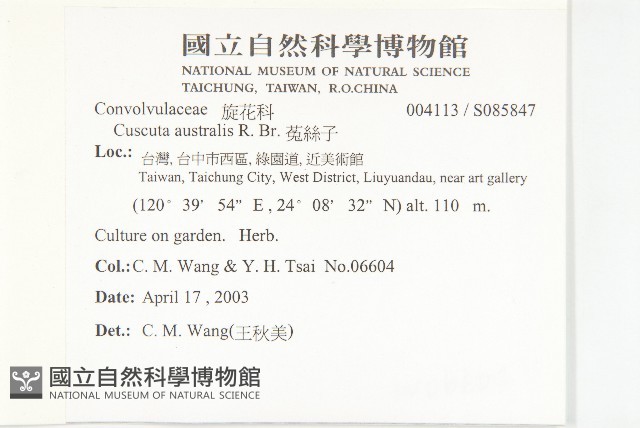 國立自然科學博物館
NATIONAL MUSEUM OF NATURAL SCIENCE
TAICHUNG, TAIWAN, R.O.CHINA
Convolvulaceae 旋花科 004113 / S085847
Cuscuta australis R. Br. 菟絲子
Loc.: 台灣, 台中市西區, 綠園道, 近美術館
Taiwan, Taichung City, West District, Liuyuandau, near art gallery
(120° 39' 54" E , 24° 08' 32" N) alt. 110 m.
Culture on garden. Herb.
Col.: C. M. Wang & Y. H. Tsai No.06604
Date: April 17 , 2003
Det.: C. M. Wang(王秋美)
國立自然科學博物館
NATIONAL MUSEUM OF NATURAL SCIENCE